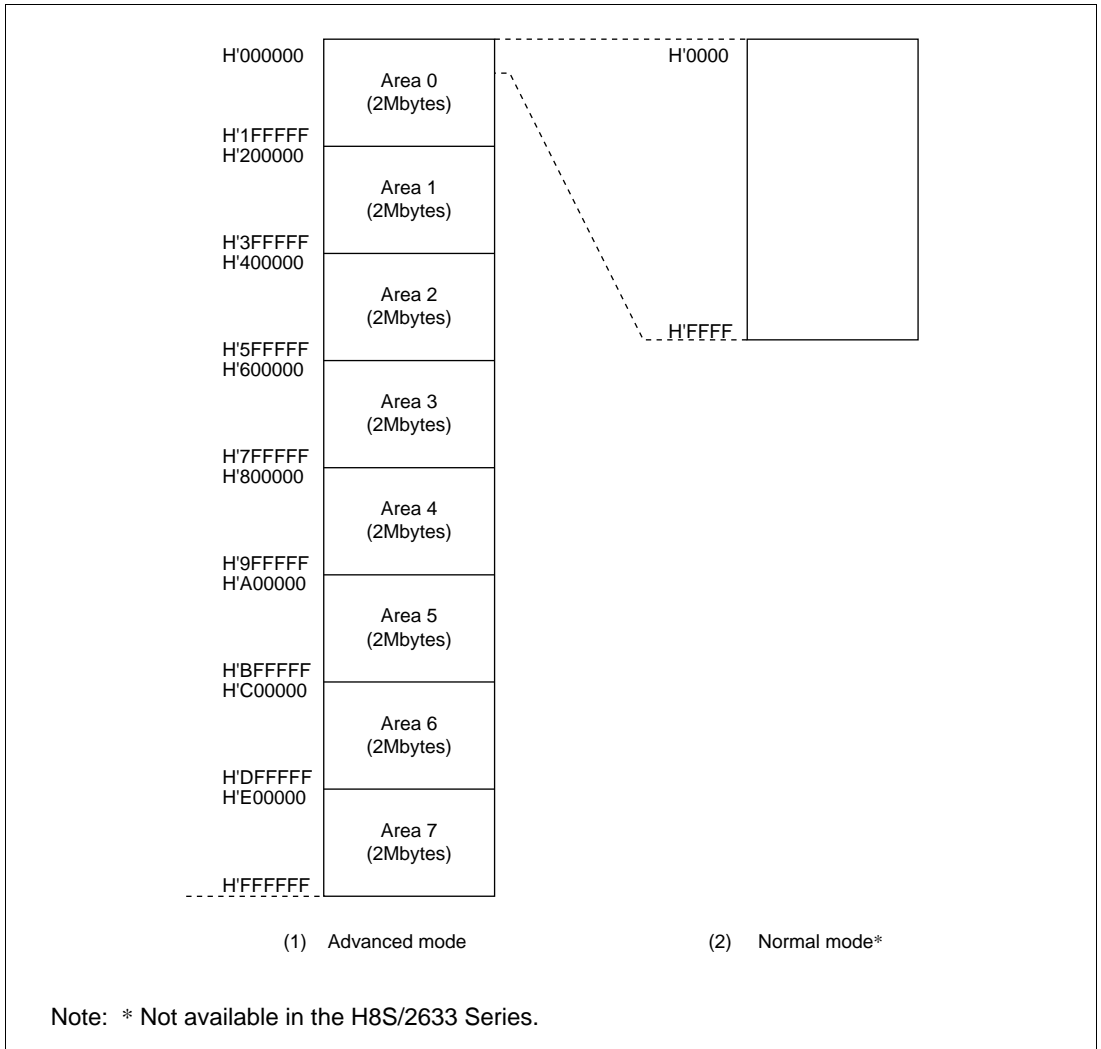 H'000000
Area 0
(2Mbytes)
H'1FFFFF
H'200000
Area 1
(2Mbytes)
H'3FFFFF
H'400000
Area 2
(2Mbytes)
H'5FFFFF
H'600000
Area 3
(2Mbytes)
H'7FFFFF
H'800000
Area 4
(2Mbytes)
H'9FFFFF
H'A00000
Area 5
(2Mbytes)
H'BFFFFF
H'C00000
Area 6
(2Mbytes)
H'DFFFFF
H'E00000
Area 7
(2Mbytes)
H'FFFFFF
(1) Advanced mode
H'0000
H'FFFF
(2) Normal mode*
Note: * Not available in the H8S/2633 Series.